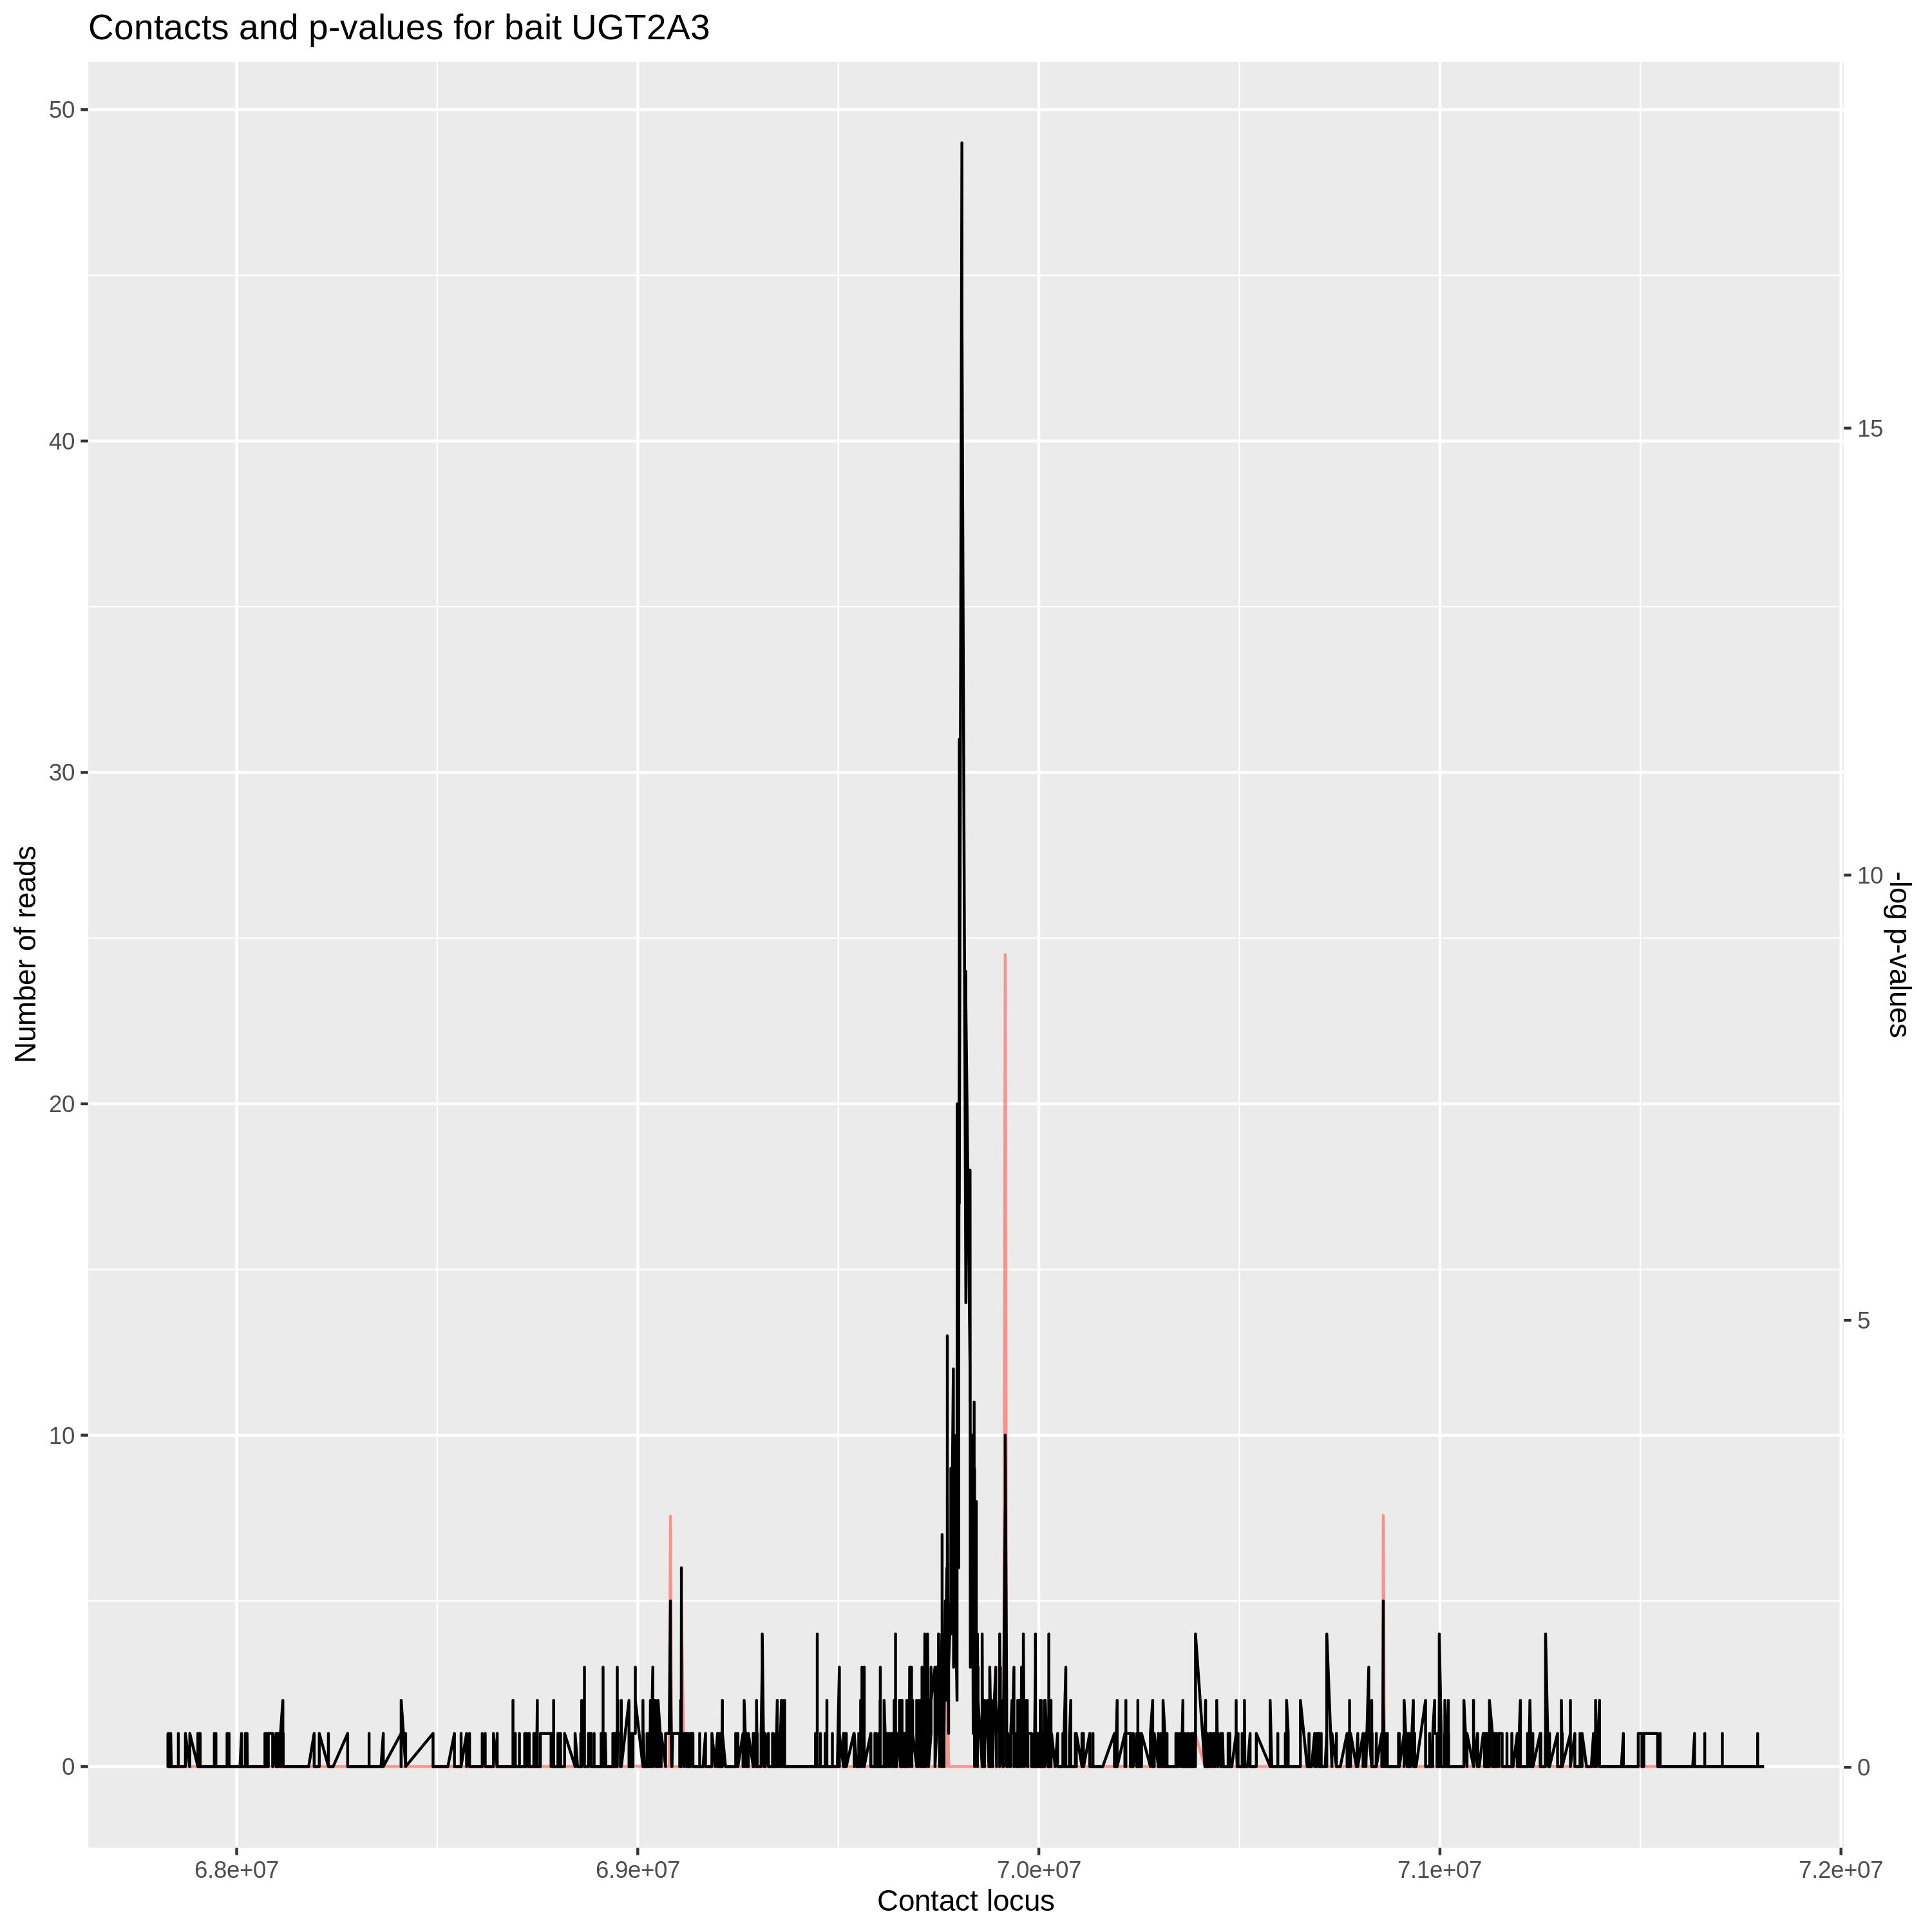 Contacts and p-values for bait UGT2A3
50
40
30
20
10
0
Number of reads
15
10
5
0
-log p-values
6.8e+07 6.9e+07 7.0e+07 7.1e+07 7.2e+07
Contact locus